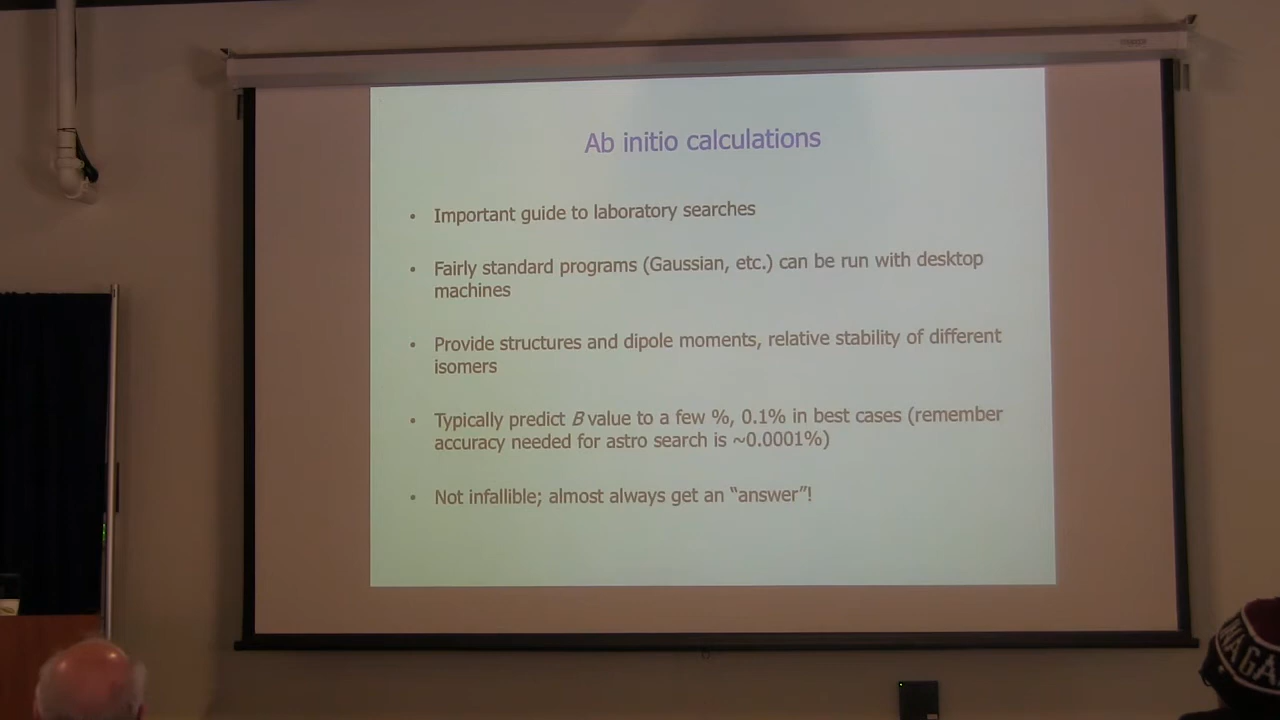 Ab initio calculations
• Important guide to laboratory searches
• Fairly standard programs (Gaussian, etc.) can be run with desktop
machines
• Provide structures and dipole moments, relative stability of different
isomers
• Typically predict B value to a few %, 0.1% in best cases (remember
accuracy needed for astro search is ~0.0001%)
• Not infallible; almost always get an “answer”!